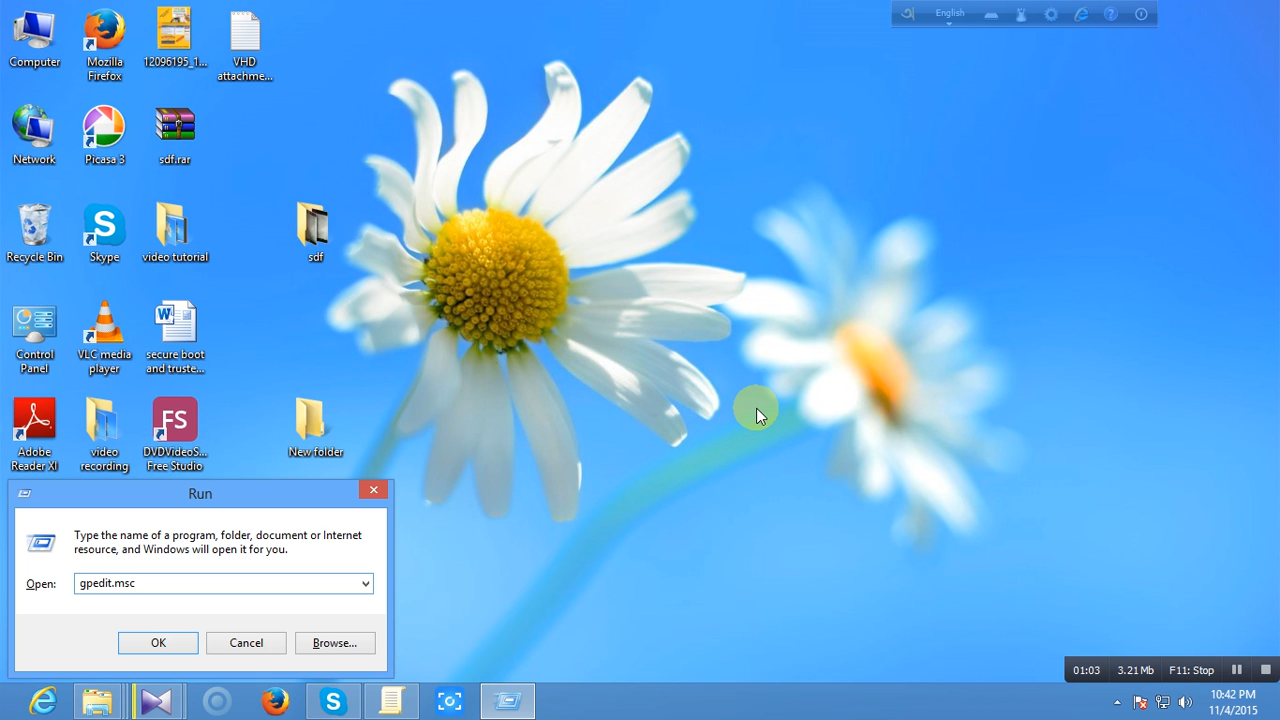 English
Computer
Mozilla
Firefox
12096195_1...
VHD
attachme...
Network
Picasa 3
sdf.rar
Recycle Bin
Skype
video tutorial
sdf
Control
Panel
VLC media
player
secure boot
and truste...
Adobe
Reader XI
video
recording
FS
DVDVideoS...
Free Studio
New folder
Run
Type the name of a program, folder, document or Internet
resource, and Windows will open it for you.
Open:
gpedit.msc
OK
Cancel
Browse...
01:03
3.21 Mb
F11: Stop
10:42 PM
11/4/2015